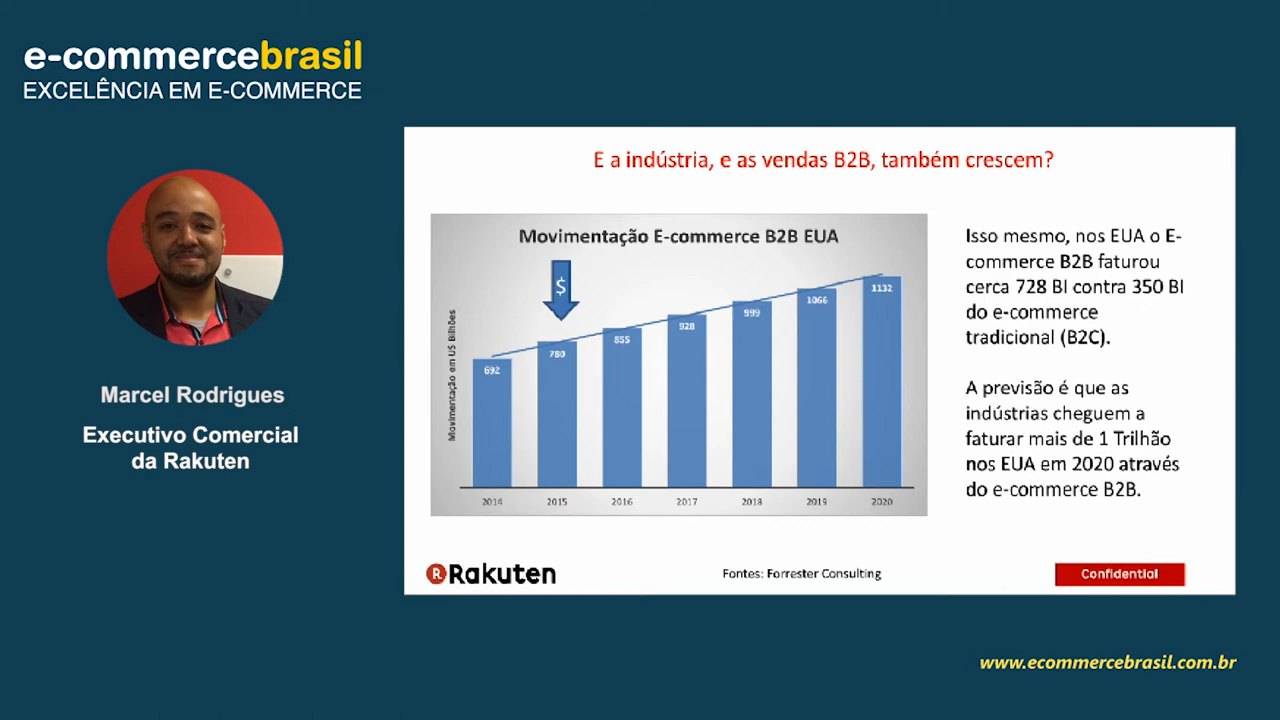 e-commercebrasil
EXCELÊNCIA EM E-COMMERCE
Marcel Rodrigues
Executivo Comercial
da Rakuten
E a indústria, e as vendas B2B, também crescem?
Movimentação E-commerce B2B EUA
$
Movimentação em U$ Bilhões
692
780
855
928
999
1066
1132
2014
2015
2016
2017
2018
2019
2020
Isso mesmo, nos EUA o E-
commerce B2B faturou
cerca 728 BI contra 350 BI
do e-commerce
tradicional (B2C).
A previsão é que as
indústrias cheguem a
faturar mais de 1 Trilhão
nos EUA em 2020 através
do e-commerce B2B.
R Rakuten
Fontes: Forrester Consulting
Confidential
www.ecommercebrasil.com.br